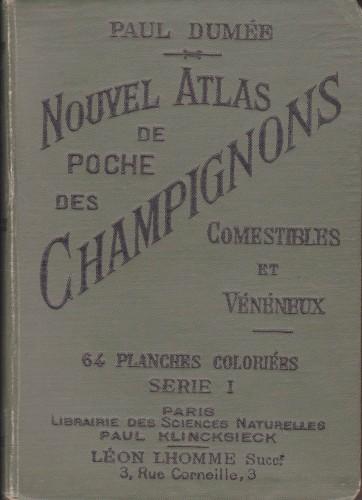 PAUL DUMÉE
NOUVEL ATLAS
DE
POCHE
DES
CHAMPIGNONS
COMESTIBLES
ET
VÉNÉNEUX
64 PLANCHES COLORIÉES
SERIE I
PARIS
LIBRAIRIE DES SCIENCES NATURELLES
PAUL KLINCKSIECK
LÉON LHOMME Succr
3, Rue Corneille, 3